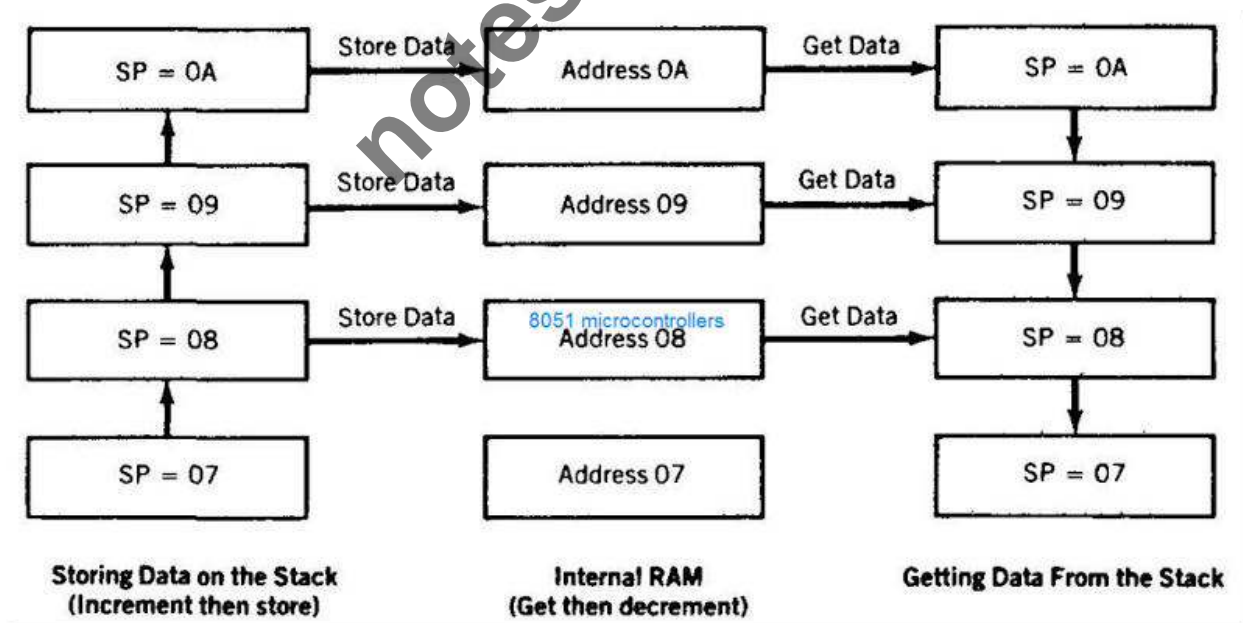 notes
Store Data
Get Data
SP = 0A
Address 0A
SP = 0A
Store Data
Get Data
SP = 09
Address 09
SP = 09
Store Data
8051 microcontrollers
Get Data
SP = 08
Address 08
SP = 08
SP = 07
Address 07
SP = 07
Storing Data on the Stack
(Increment then store)
Internal RAM
(Get then decrement)
Getting Data From the Stack